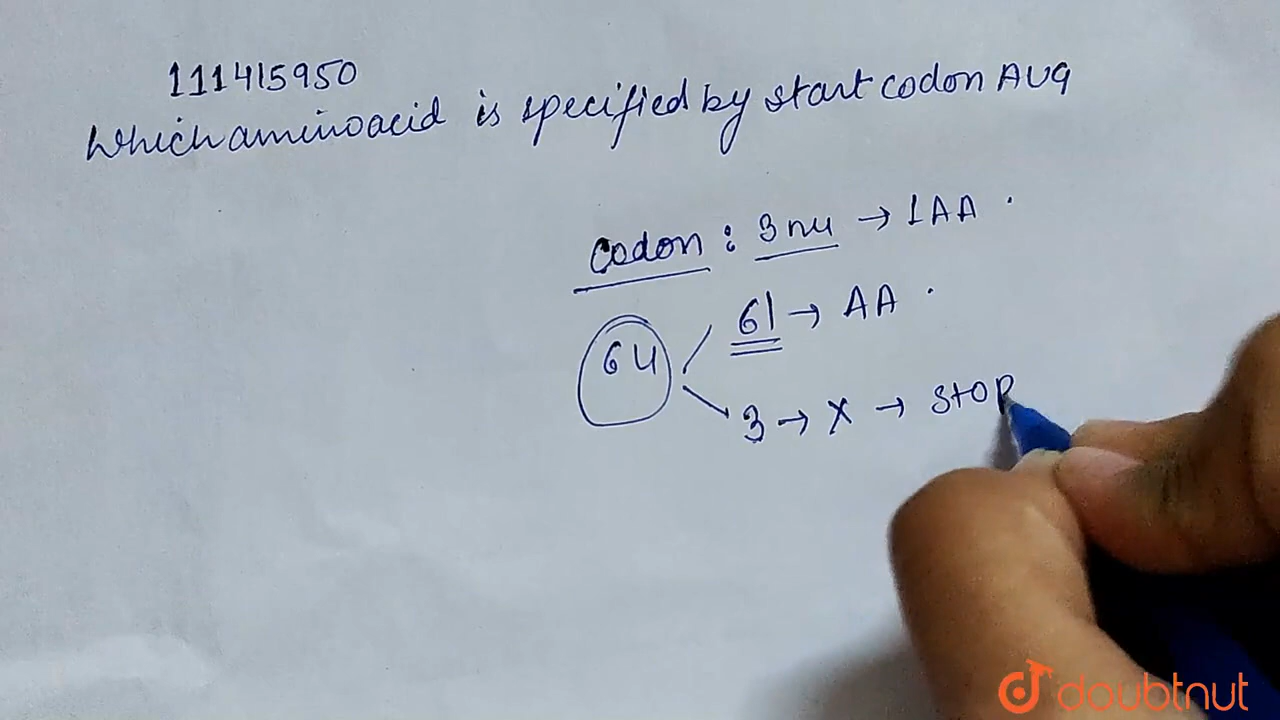 111415950
Which aminoacid is specified by start codon AUG
Codon : 3 nu → 1 AA .
64
61 → AA .
3 → X → stop
doubtnut